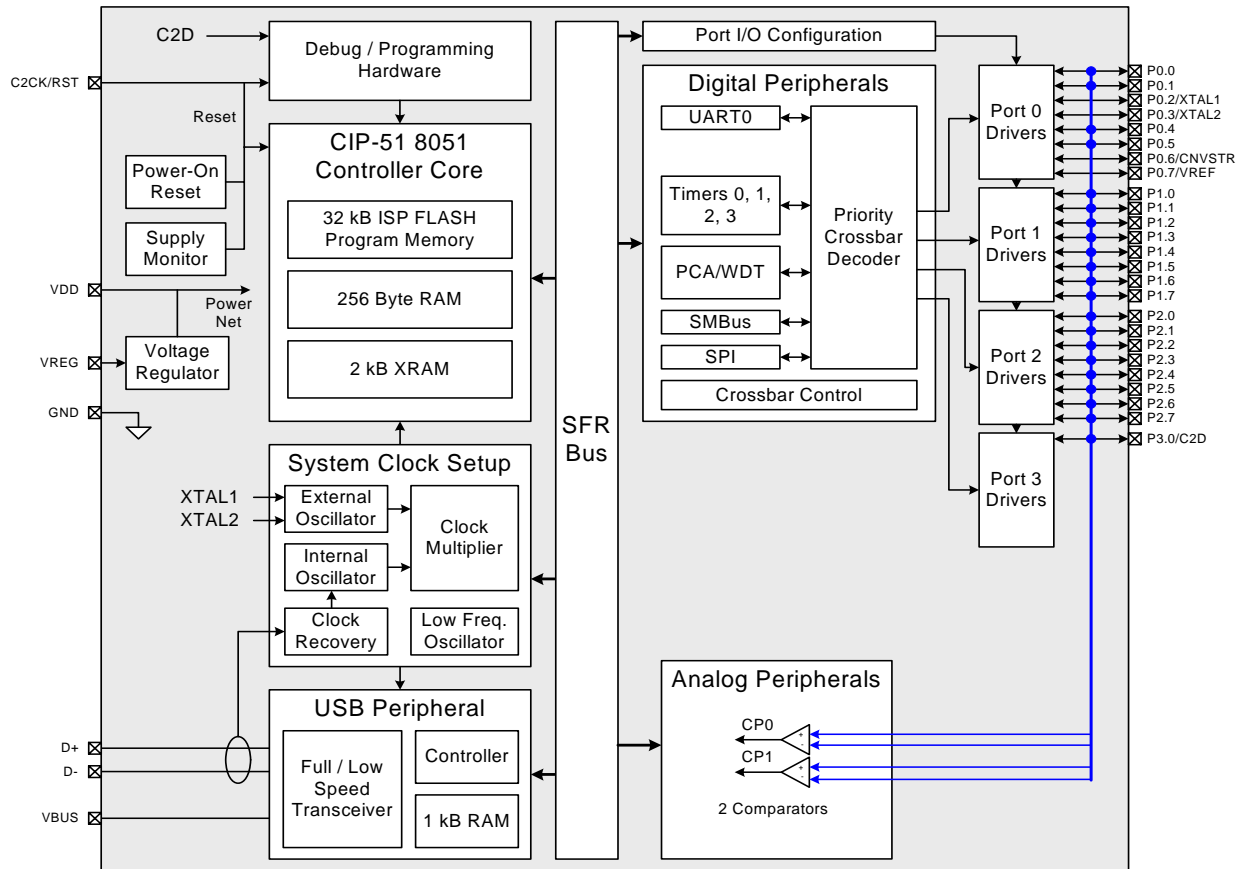 C2D
C2CK/RST
Debug / Programming
Hardware
Reset
Power-On
Reset
Supply
Monitor
VDD
Power
Net
VREG
Voltage
Regulator
GND
CIP-51 8051
Controller Core
32 kB ISP FLASH
Program Memory
256 Byte RAM
2 kB XRAM
System Clock Setup
XTAL1
XTAL2
External
Oscillator
Internal
Oscillator
Clock
Recovery
Clock
Multiplier
Low Freq.
Oscillator
USB Peripheral
D+
D-
VBUS
Full / Low
Speed
Transceiver
Controller
1 kB RAM
SFR
Bus
Port I/O Configuration
Digital Peripherals
UART0
Timers 0, 1,
2, 3
PCA/WDT
SMBus
SPI
Priority
Crossbar
Decoder
Crossbar Control
Port 0
Drivers
Port 1
Drivers
Port 2
Drivers
Port 3
Drivers
P0.0
P0.1
P0.2/XTAL1
P0.3/XTAL2
P0.4
P0.5
P0.6/CNVSTR
P0.7/VREF
P1.0
P1.1
P1.2
P1.3
P1.4
P1.5
P1.6
P1.7
P2.0
P2.1
P2.2
P2.3
P2.4
P2.5
P2.6
P2.7
P3.0/C2D
Analog Peripherals
CP0
+
-
CP1
+
-
2 Comparators